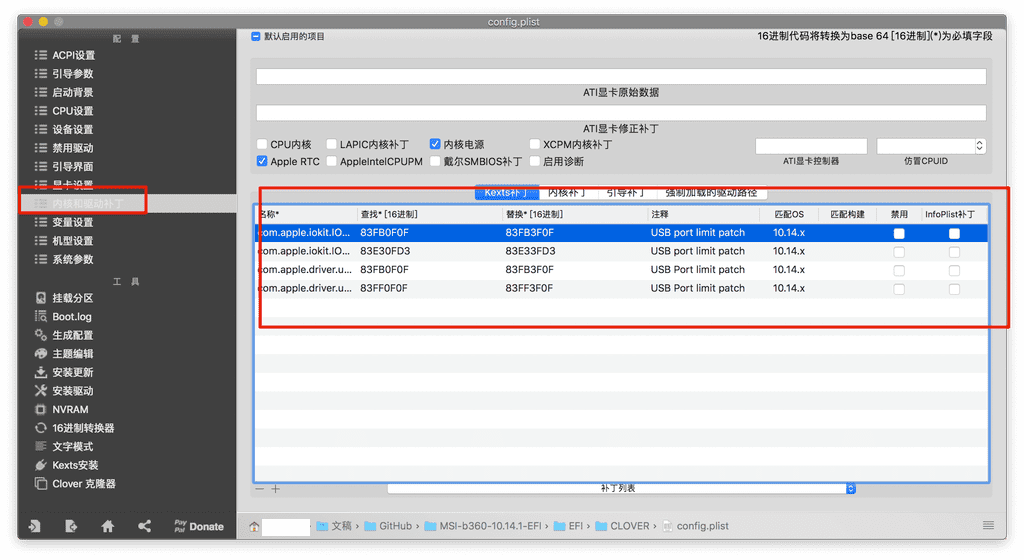 config.plist
配 置
ACPI设置
引导参数
启动背景
CPU设置
设备设置
禁用驱动
引导界面
显卡设置
内核和驱动补丁
变量设置
机型设置
系统参数
工 具
挂载分区
Boot.log
生成配置
主题编辑
安装更新
安装驱动
NVRAM
16进制转换器
文字模式
Kexts安装
Clover 克隆器
Pay Pal Donate
默认启用的项目
16进制代码将转换为base 64 [16进制](*)为必填字段
ATI显卡原始数据
ATI显卡修正补丁
CPU内核 LAPIC内核补丁 内核电源 XCPM内核补丁
Apple RTC AppleIntelCPUPM 戴尔SMBIOS补丁 启用诊断
ATI显卡控制器 仿冒CPUID
Kexts补丁 内核补丁 引导补丁 强制加载的驱动路径
名称* 查找* [16进制] 替换* [16进制] 注释 匹配OS 匹配构建 禁用 InfoPlist补丁
com.apple.iokit.IO... 83FB0F0F 83FB3F0F USB port limit patch 10.14.x
com.apple.iokit.IO... 83E30FD3 83E33FD3 USB Port limit patch 10.14.x
com.apple.driver.u... 83FB0F0F 83FB3F0F USB Port limit patch 10.14.x
com.apple.driver.u... 83FF0F0F 83FF3F0F USB Port limit patch 10.14.x
补丁列表
文稿 › GitHub › MSI-b360-10.14.1-EFI › EFI › CLOVER › config.plist